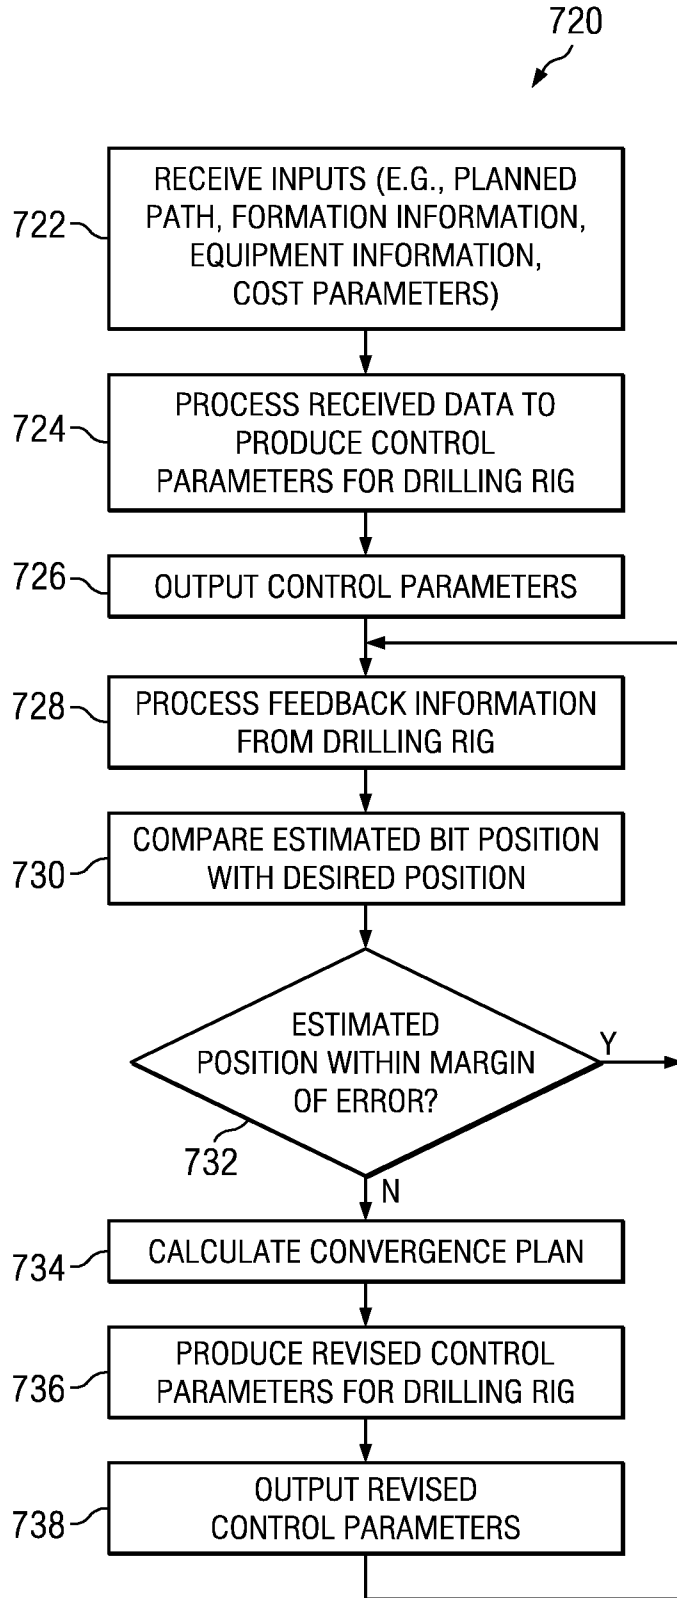 720
722
RECEIVE INPUTS (E.G., PLANNED
PATH, FORMATION INFORMATION,
EQUIPMENT INFORMATION,
COST PARAMETERS)
724
PROCESS RECEIVED DATA TO
PRODUCE CONTROL
PARAMETERS FOR DRILLING RIG
726
OUTPUT CONTROL PARAMETERS
728
PROCESS FEEDBACK INFORMATION
FROM DRILLING RIG
730
COMPARE ESTIMATED BIT POSITION
WITH DESIRED POSITION
ESTIMATED
POSITION WITHIN MARGIN
OF ERROR?
Y
732
N
734
CALCULATE CONVERGENCE PLAN
736
PRODUCE REVISED CONTROL
PARAMETERS FOR DRILLING RIG
738
OUTPUT REVISED
CONTROL PARAMETERS